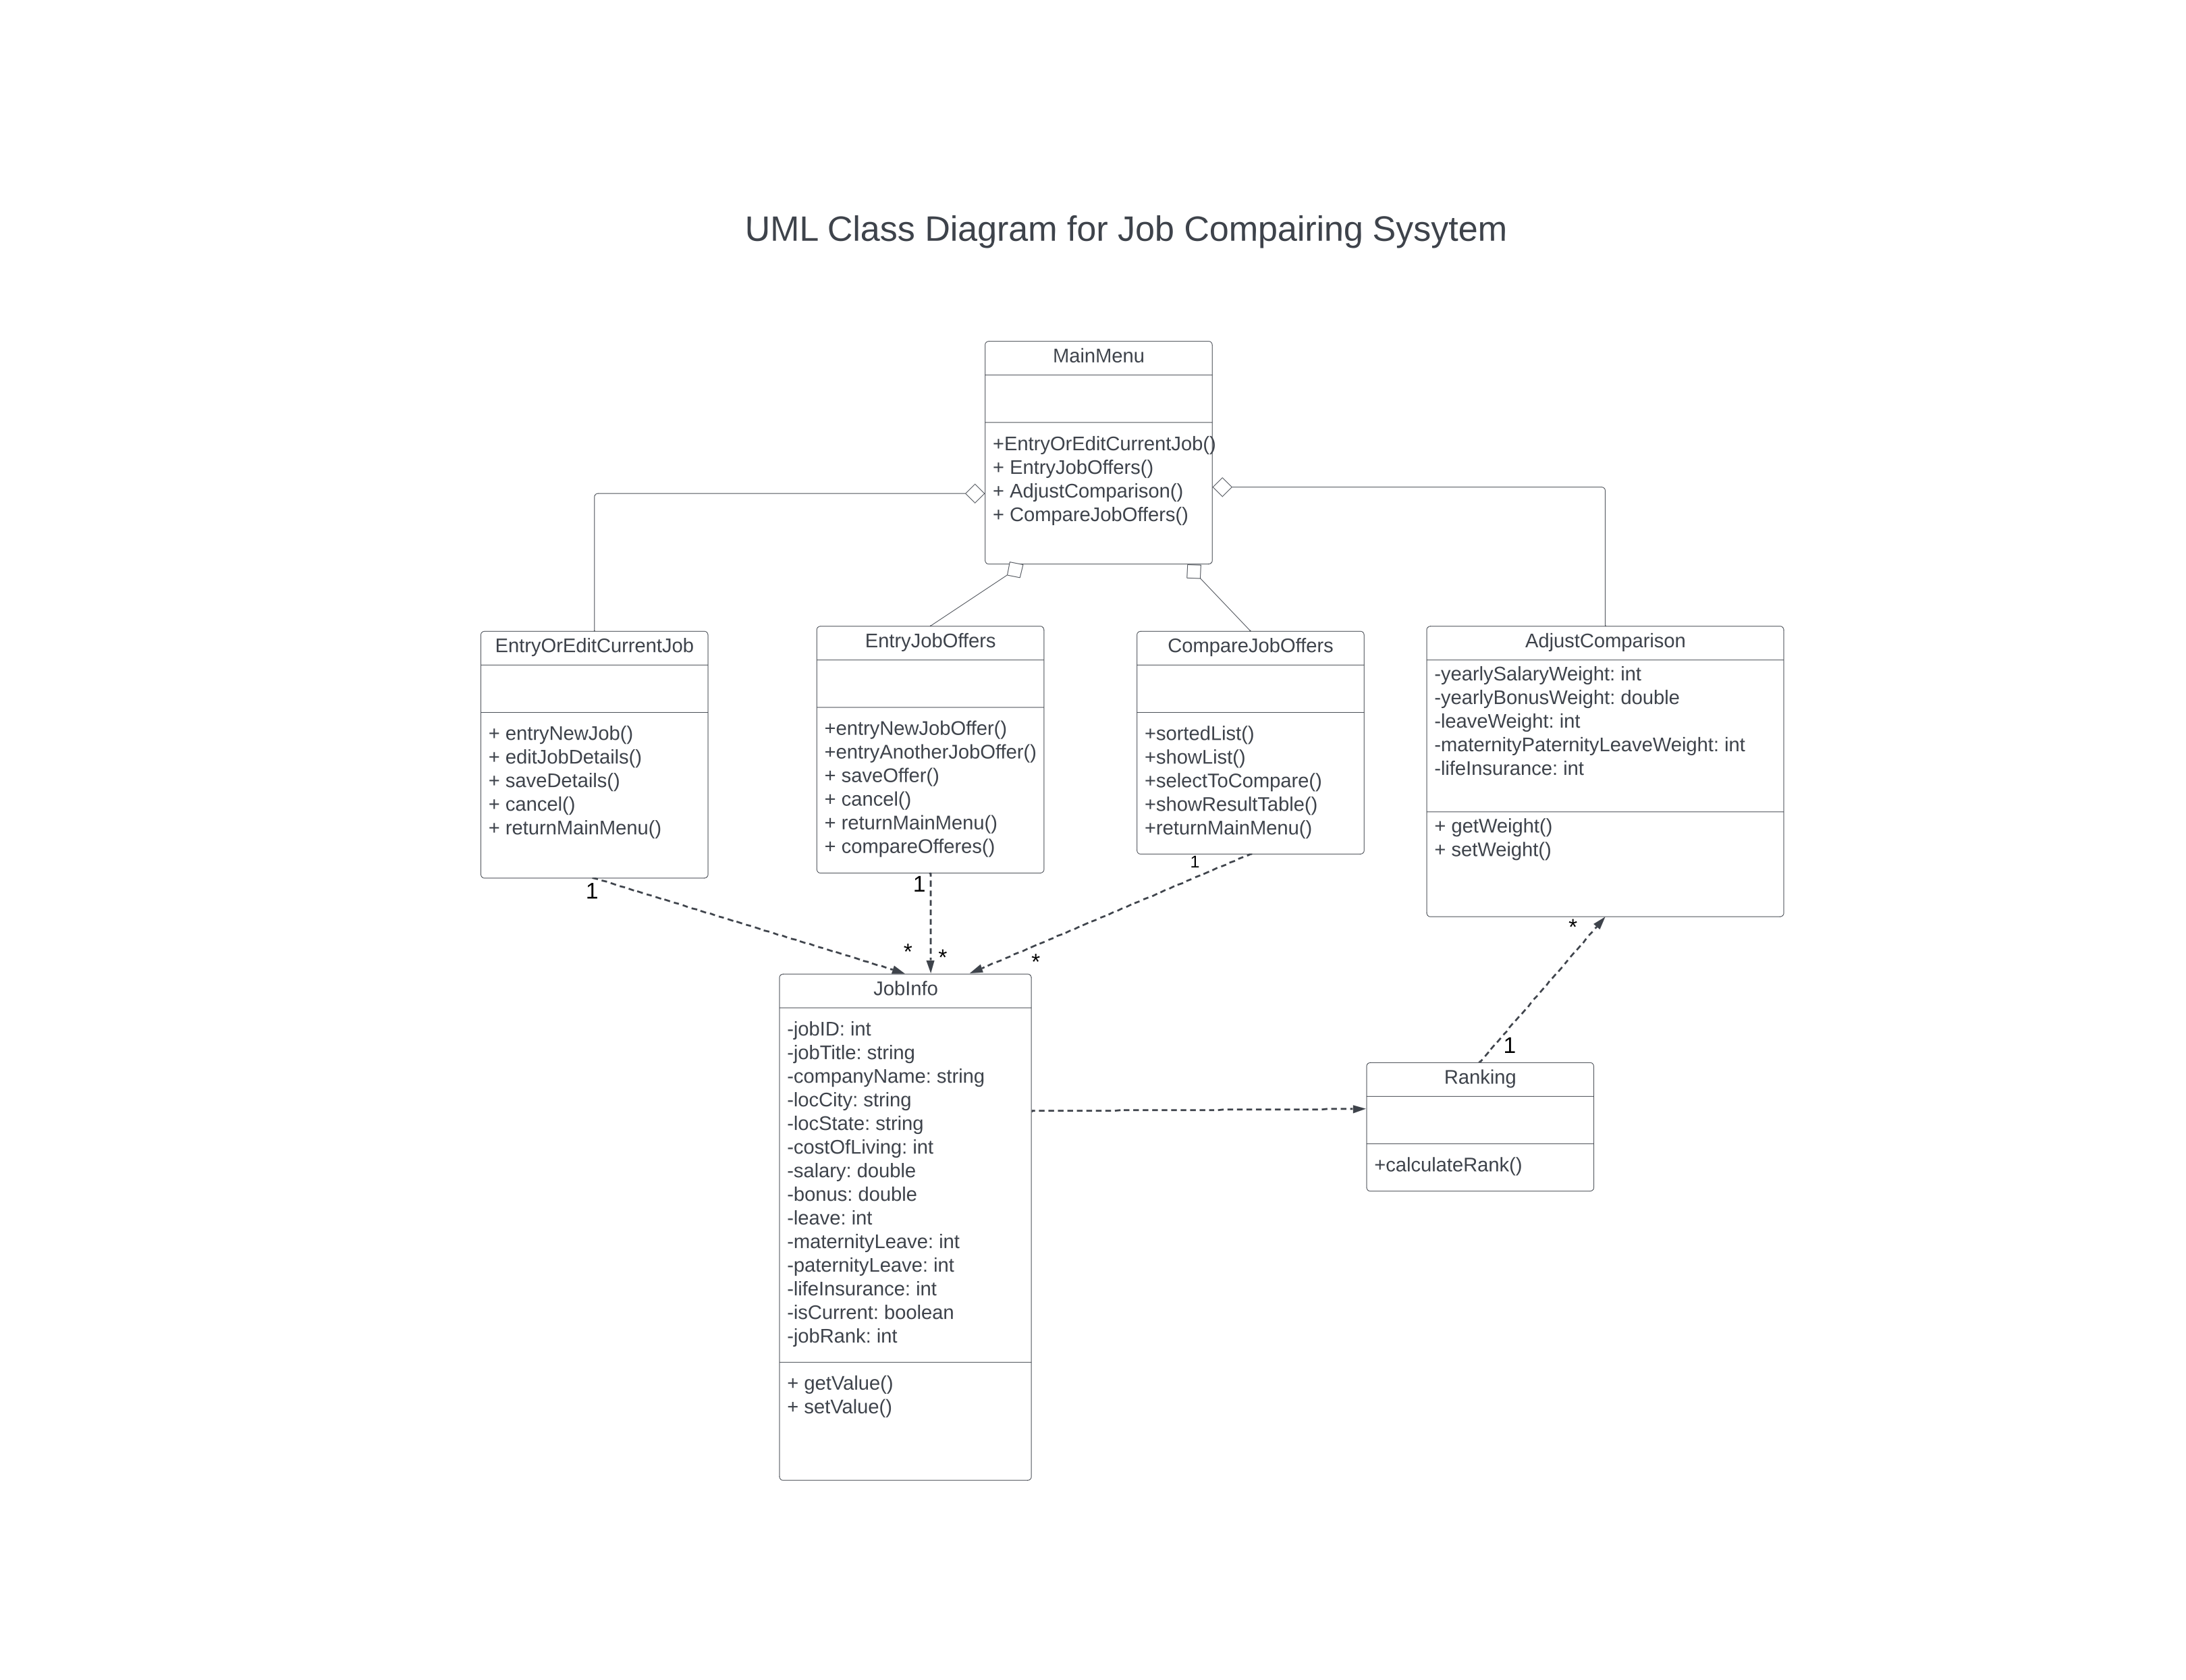 UML Class Diagram for Job Compairing Sysytem
MainMenu
+EntryOrEditCurrentJob()
+ EntryJobOffers()
+ AdjustComparison()
+ CompareJobOffers()
EntryOrEditCurrentJob
+ entryNewJob()
+ editJobDetails()
+ saveDetails()
+ cancel()
+ returnMainMenu()
1
*
EntryJobOffers
+entryNewJobOffer()
+entryAnotherJobOffer()
+ saveOffer()
+ cancel()
+ returnMainMenu()
+ compareOfferes()
1
*
CompareJobOffers
+sortedList()
+showList()
+selectToCompare()
+showResultTable()
+returnMainMenu()
1
*
AdjustComparison
-yearlySalaryWeight: int
-yearlyBonusWeight: double
-leaveWeight: int
-maternityPaternityLeaveWeight: int
-lifeInsurance: int
+ getWeight()
+ setWeight()
*
1
JobInfo
-jobID: int
-jobTitle: string
-companyName: string
-locCity: string
-locState: string
-costOfLiving: int
-salary: double
-bonus: double
-leave: int
-maternityLeave: int
-paternityLeave: int
-lifeInsurance: int
-isCurrent: boolean
-jobRank: int
+ getValue()
+ setValue()
Ranking
+calculateRank()